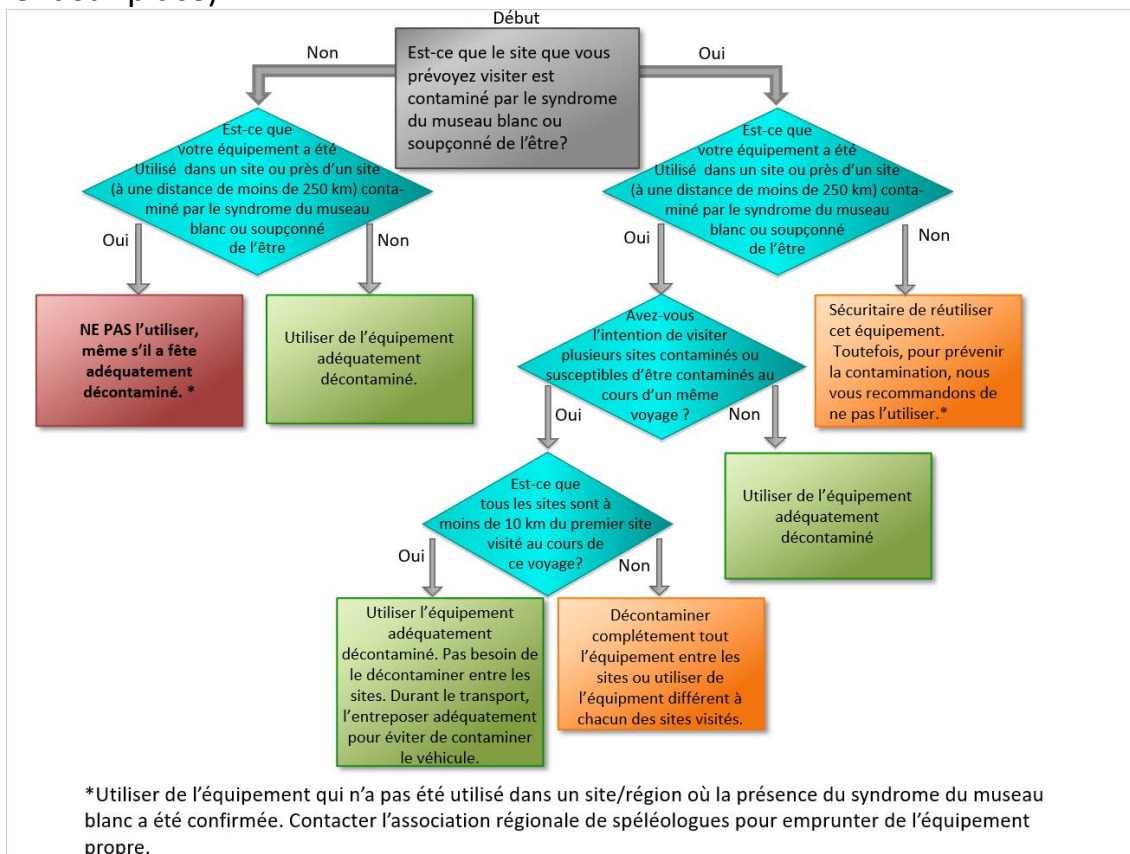 Début
Non
Est-ce que le site que vous
prévoyez visiter est
contaminé par le syndrome
du museau blanc ou
soupçonné de l'être?
Oui
Est-ce que
votre équipement a été
Utilisé dans un site ou près d'un site
(à une distance de moins de 250 km) conta-
miné par le syndrome du museau
blanc ou soupçonné
de l'être
Est-ce que
votre équipement a été
Utilisé dans un site ou près d'un site
(à une distance de moins de 250 km) conta-
miné par le syndrome du museau
blanc ou soupçonné
de l'être
Oui
Non
Oui
Non
NE PAS l'utiliser,
même s'il a fête
adéquatement
décontaminé. *
Utiliser de l'équipement
adéquatement
décontaminé.
Avez-vous
l'intention de visiter
plusieurs sites contaminés ou
susceptibles d'être contaminés au
cours d'un même
voyage ?
Sécuritaire de réutiliser
cet équipement.
Toutefois, pour prévenir
la contamination, nous
vous recommandons de
ne pas l'utiliser.*
Oui
Non
Est-ce que
tous les sites sont à
moins de 10 km du premier site
visité au cours de
ce voyage?
Utiliser de l'équipement
adéquatement
décontaminé
Oui
Non
Utiliser l'équipement
adéquatement
décontaminé. Pas besoin de
le décontaminer entre les
sites. Durant le transport,
l'entreposer adéquatement
pour éviter de contaminer
le véhicule.
Décontaminer
complétement tout
l'équipement entre les
sites ou utiliser de
l'équipment différent à
chacun des sites visités.
*Utiliser de l'équipement qui n'a pas été utilisé dans un site/région où la présence du syndrome du museau
blanc a été confirmée. Contacter l'association régionale de spéléologues pour emprunter de l'équipement
propre.